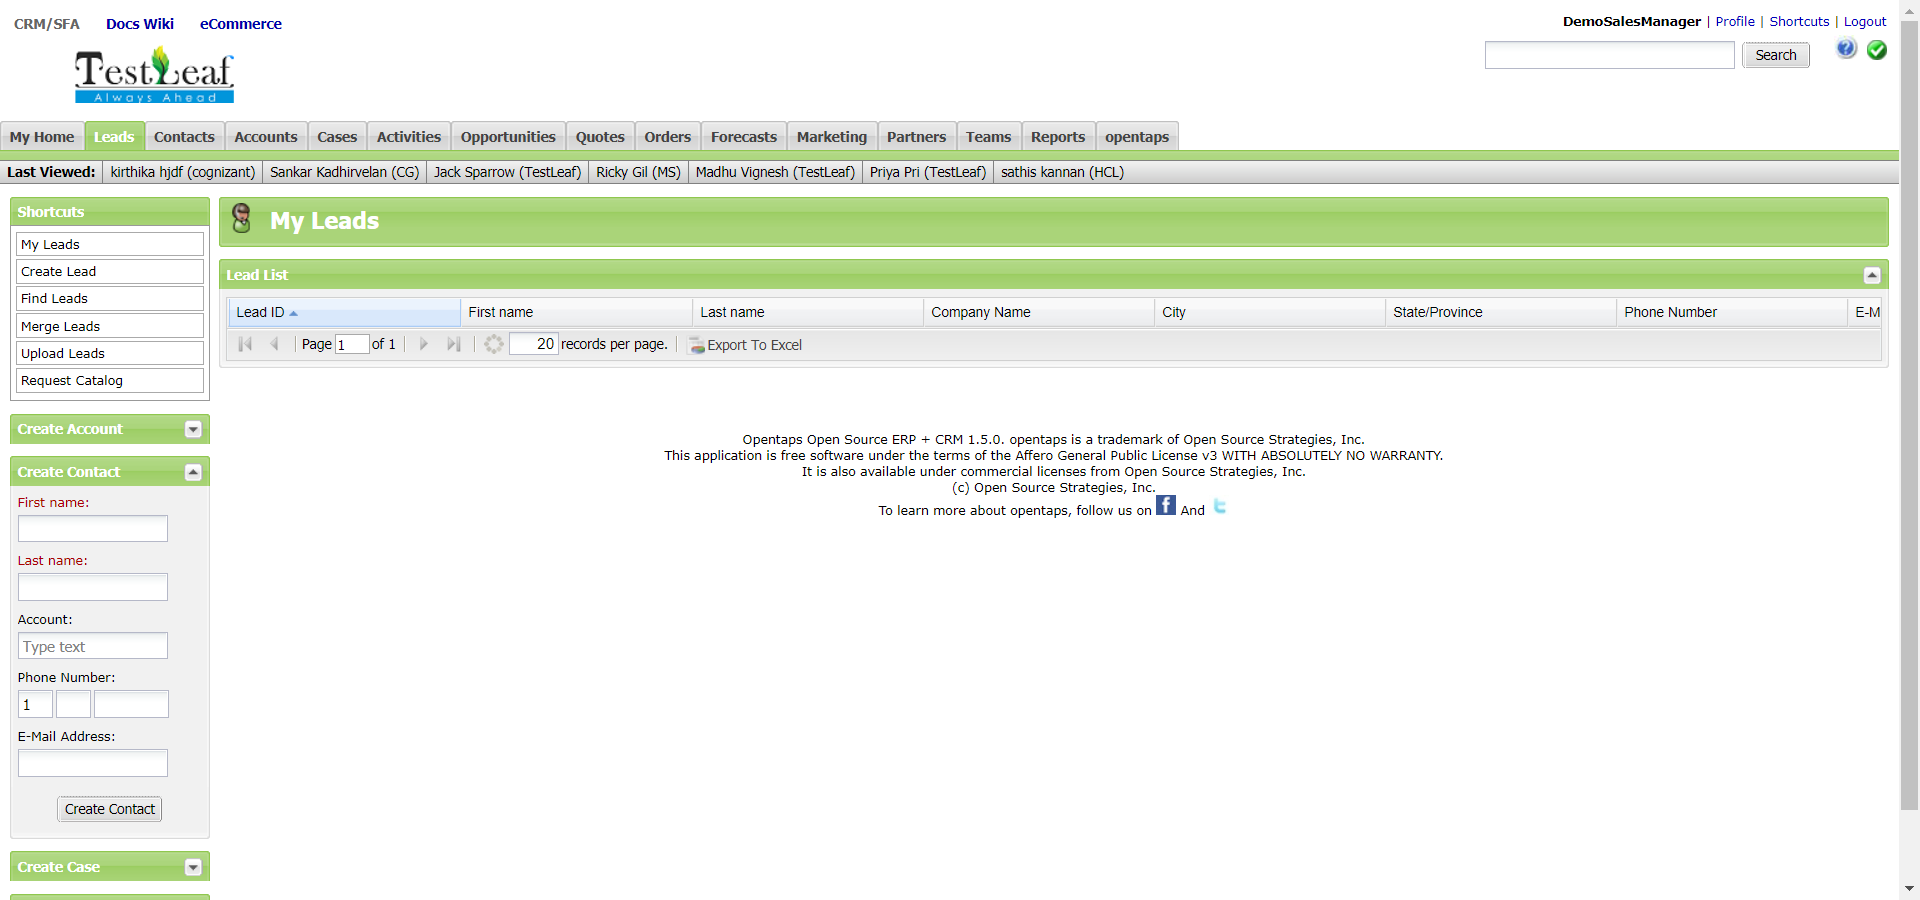 CRM/SFA Docs Wiki eCommerce
DemoSalesManager | Profile | Shortcuts | Logout
Search
TestLeaf
Always Ahead
My Home Leads Contacts Accounts Cases Activities Opportunities Quotes Orders Forecasts Marketing Partners Teams Reports opentaps
Last Viewed: kirthika hjdf (cognizant) Sankar Kadhirvelan (CG) Jack Sparrow (TestLeaf) Ricky Gil (MS) Madhu Vignesh (TestLeaf) Priya Pri (TestLeaf) sathis kannan (HCL)
Shortcuts
My Leads
Create Lead
Find Leads
Merge Leads
Upload Leads
Request Catalog
Create Account
Create Contact
First name:
Last name:
Account:
Type text
Phone Number:
1
E-Mail Address:
Create Contact
Create Case
My Leads
Lead List
Lead ID First name Last name Company Name City State/Province Phone Number E-M
Page 1 of 1 20 records per page. Export To Excel
Opentaps Open Source ERP + CRM 1.5.0. opentaps is a trademark of Open Source Strategies, Inc.
This application is free software under the terms of the Affero General Public License v3 WITH ABSOLUTELY NO WARRANTY.
It is also available under commercial licenses from Open Source Strategies, Inc.
(c) Open Source Strategies, Inc.
To learn more about opentaps, follow us on f And t